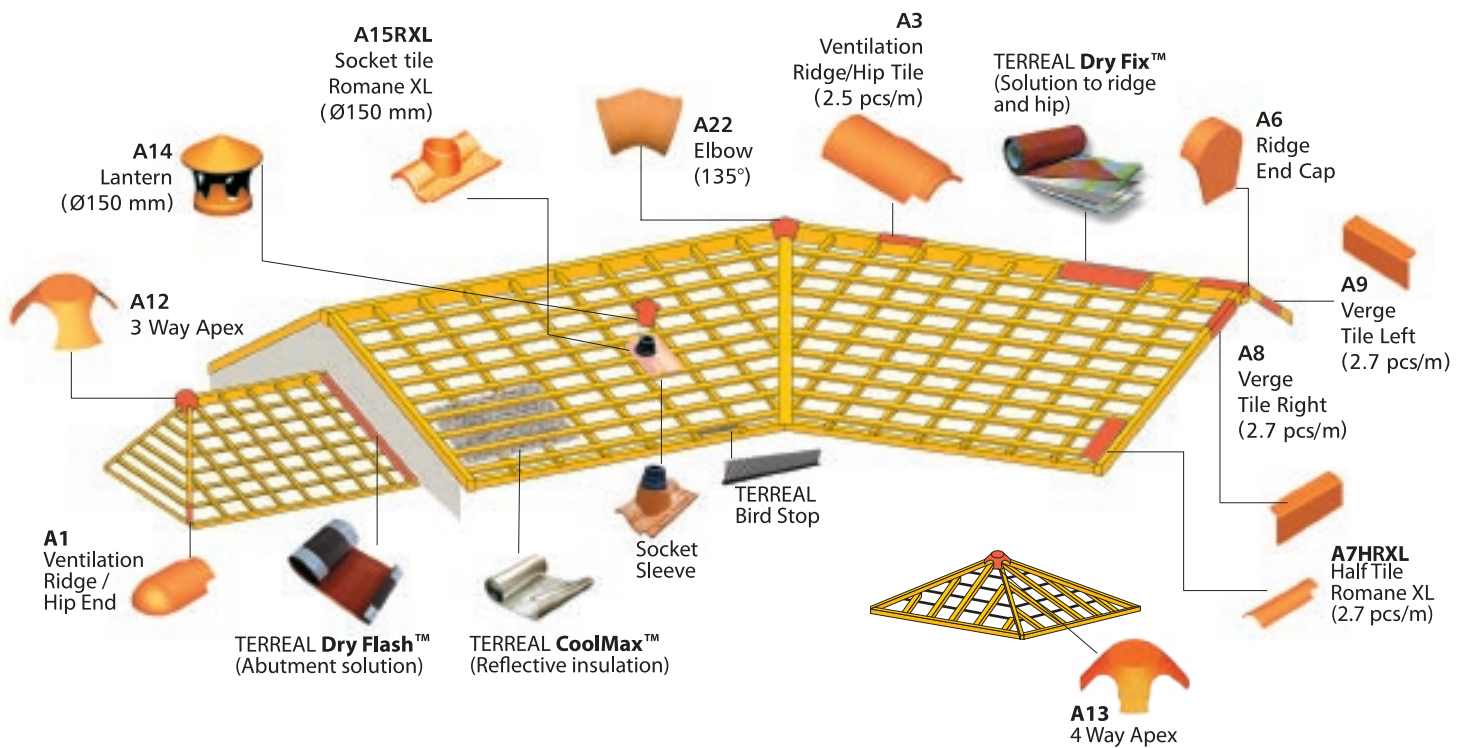 A15RXL
Socket tile
Romane XL
(Ø150 mm)
A3
Ventilation
Ridge/Hip Tile
(2.5 pcs/m)
TERREAL Dry Fix™
(Solution to ridge
and hip)
A14
Lantern
(Ø150 mm)
A22
Elbow
(135°)
A6
Ridge
End Cap
A12
3 Way Apex
A9
Verge
Tile Left
(2.7 pcs/m)
A8
Verge
Tile Right
(2.7 pcs/m)
A1
Ventilation
Ridge /
Hip End
TERREAL Dry Flash™
(Abutment solution)
TERREAL CoolMax™
(Reflective insulation)
Socket
Sleeve
TERREAL
Bird Stop
A7HRXL
Half Tile
Romane XL
(2.7 pcs/m)
A13
4 Way Apex